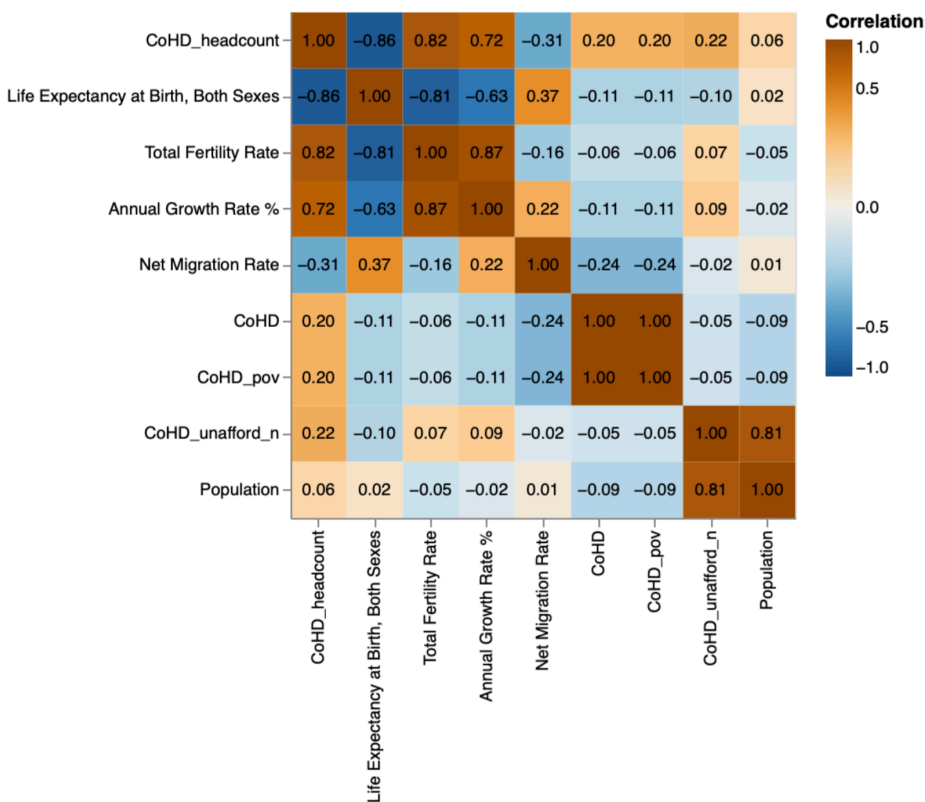 Correlation
1.0
0.5
0.0
−0.5
−1.0
CoHD_headcount 1.00 −0.86 0.82 0.72 −0.31 0.20 0.20 0.22 0.06
Life Expectancy at Birth, Both Sexes −0.86 1.00 −0.81 −0.63 0.37 −0.11 −0.11 −0.10 0.02
Total Fertility Rate 0.82 −0.81 1.00 0.87 −0.16 −0.06 −0.06 0.07 −0.05
Annual Growth Rate % 0.72 −0.63 0.87 1.00 0.22 −0.11 −0.11 0.09 −0.02
Net Migration Rate −0.31 0.37 −0.16 0.22 1.00 −0.24 −0.24 −0.02 0.01
CoHD 0.20 −0.11 −0.06 −0.11 −0.24 1.00 1.00 −0.05 −0.09
CoHD_pov 0.20 −0.11 −0.06 −0.11 −0.24 1.00 1.00 −0.05 −0.09
CoHD_unafford_n 0.22 −0.10 0.07 0.09 −0.02 −0.05 −0.05 1.00 0.81
Population 0.06 0.02 −0.05 −0.02 0.01 −0.09 −0.09 0.81 1.00
CoHD_headcount
Life Expectancy at Birth, Both Sexes
Total Fertility Rate
Annual Growth Rate %
Net Migration Rate
CoHD
CoHD_pov
CoHD_unafford_n
Population